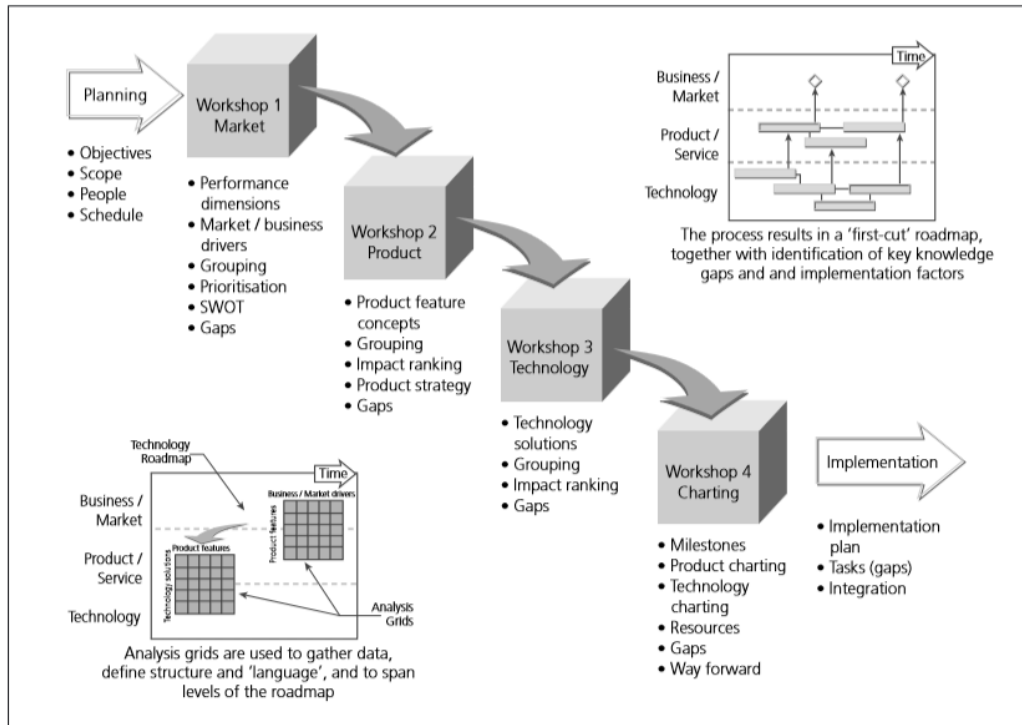 Planning
• Objectives
• Scope
• People
• Schedule
Workshop 1
Market
• Performance
dimensions
• Market / business
drivers
• Grouping
• Prioritisation
• SWOT
• Gaps
Workshop 2
Product
• Product feature
concepts
• Grouping
• Impact ranking
• Product strategy
• Gaps
Workshop 3
Technology
• Technology
solutions
• Grouping
• Impact ranking
• Gaps
Workshop 4
Charting
• Milestones
• Product charting
• Technology
charting
• Resources
• Gaps
• Way forward
Implementation
• Implementation
plan
• Tasks (gaps)
• Integration
Time
Business /
Market
Product /
Service
Technology
The process results in a ‘first-cut’ roadmap,
together with identification of key knowledge
gaps and and implementation factors
Technology
Roadmap
Time
Business /
Market
Product /
Service
Technology
Business / Market drivers
Product features
Product features
Technology solutions
Analysis
Grids
Analysis grids are used to gather data,
define structure and ‘language’, and to span
levels of the roadmap